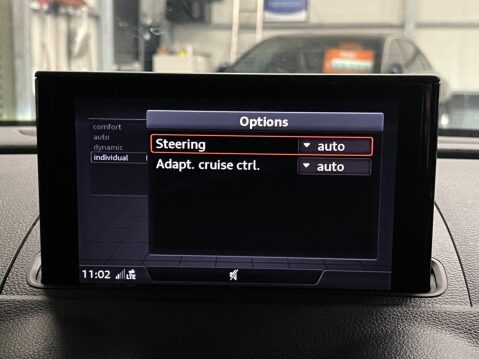 Options
comfort
auto
dynamic
individual
Steering auto
Adapt. cruise ctrl. auto
11:02 LTE